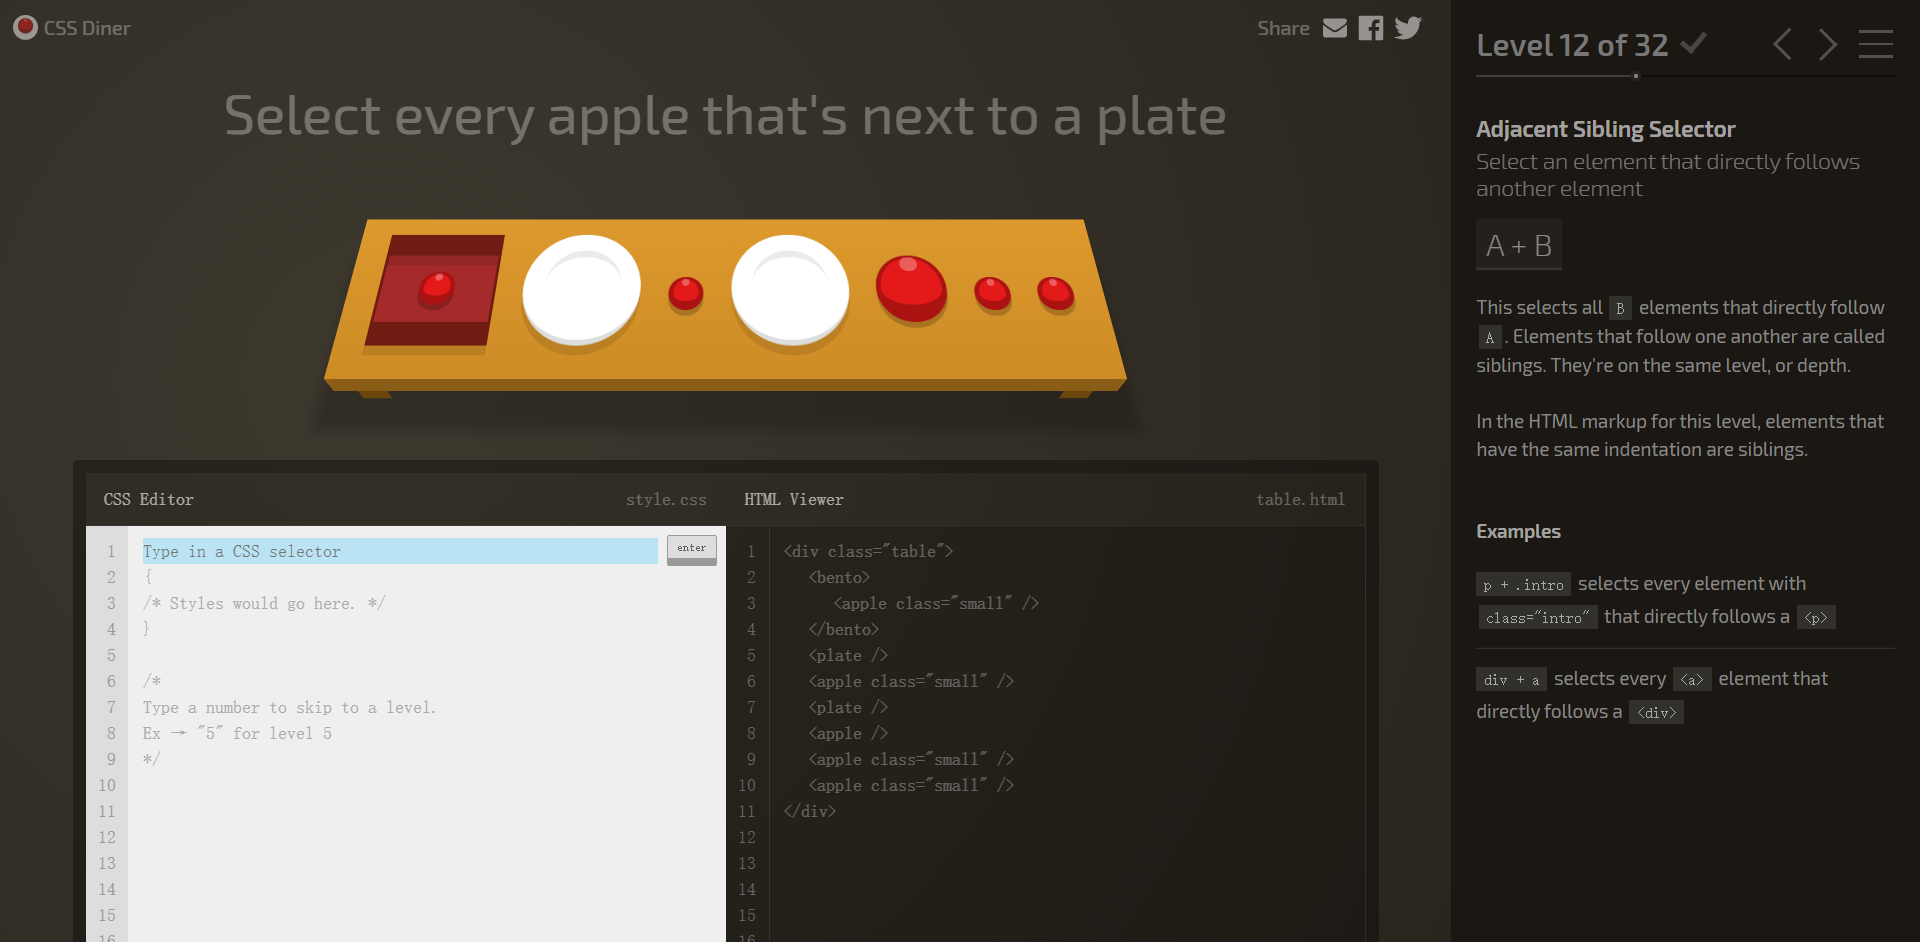 CSS Diner
Share
Select every apple that's next to a plate
CSS Editor
style.css
HTML Viewer
table.html
1
2
3
4
5
6
7
8
9
10
11
12
13
14
15
16
Type in a CSS selector
enter
{
/* Styles would go here. */
}
/*
Type a number to skip to a level.
Ex → "5" for level 5
*/
1
2
3
4
5
6
7
8
9
10
11
12
13
14
15
16
<div class="table">
<bento>
<apple class="small" />
</bento>
<plate />
<apple class="small" />
<plate />
<apple />
<apple class="small" />
<apple class="small" />
</div>
Level 12 of 32
Adjacent Sibling Selector
Select an element that directly follows
another element
A + B
This selects all B elements that directly follow
A . Elements that follow one another are called
siblings. They're on the same level, or depth.
In the HTML markup for this level, elements that
have the same indentation are siblings.
Examples
p + .intro selects every element with
class="intro" that directly follows a <p>
div + a selects every <a> element that
directly follows a <div>